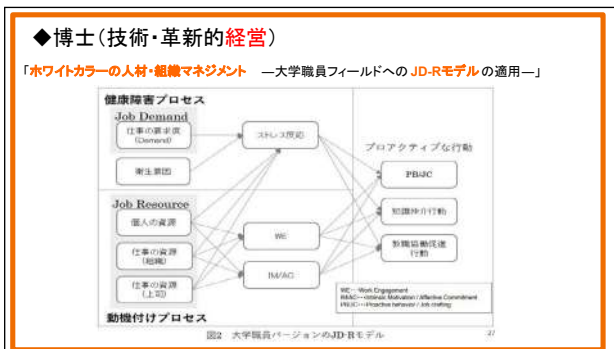 ◆博士(技術・革新的経営)
「ホワイトカラーの人材・組織マネジメント　―大学職員フィールドへの JD-Rモデル の適用―」
健康障害プロセス
Job Demand
仕事の要求度
(Demand)
ストレス反応
プロアクティブな行動
衛生要因
PB/JC
Job Resource
個人の資源
知識仲介行動
WE
仕事の資源
(組織)
教職協働促進
行動
IM/AC
仕事の資源
(上司)
WE…Work Engagement
IM/AC…Intrinsic Motivation / Affective Commitment
PB/JC…Proactive behavior / Job crafting
動機付けプロセス
図2　大学職員バージョンのJD-Rモデル